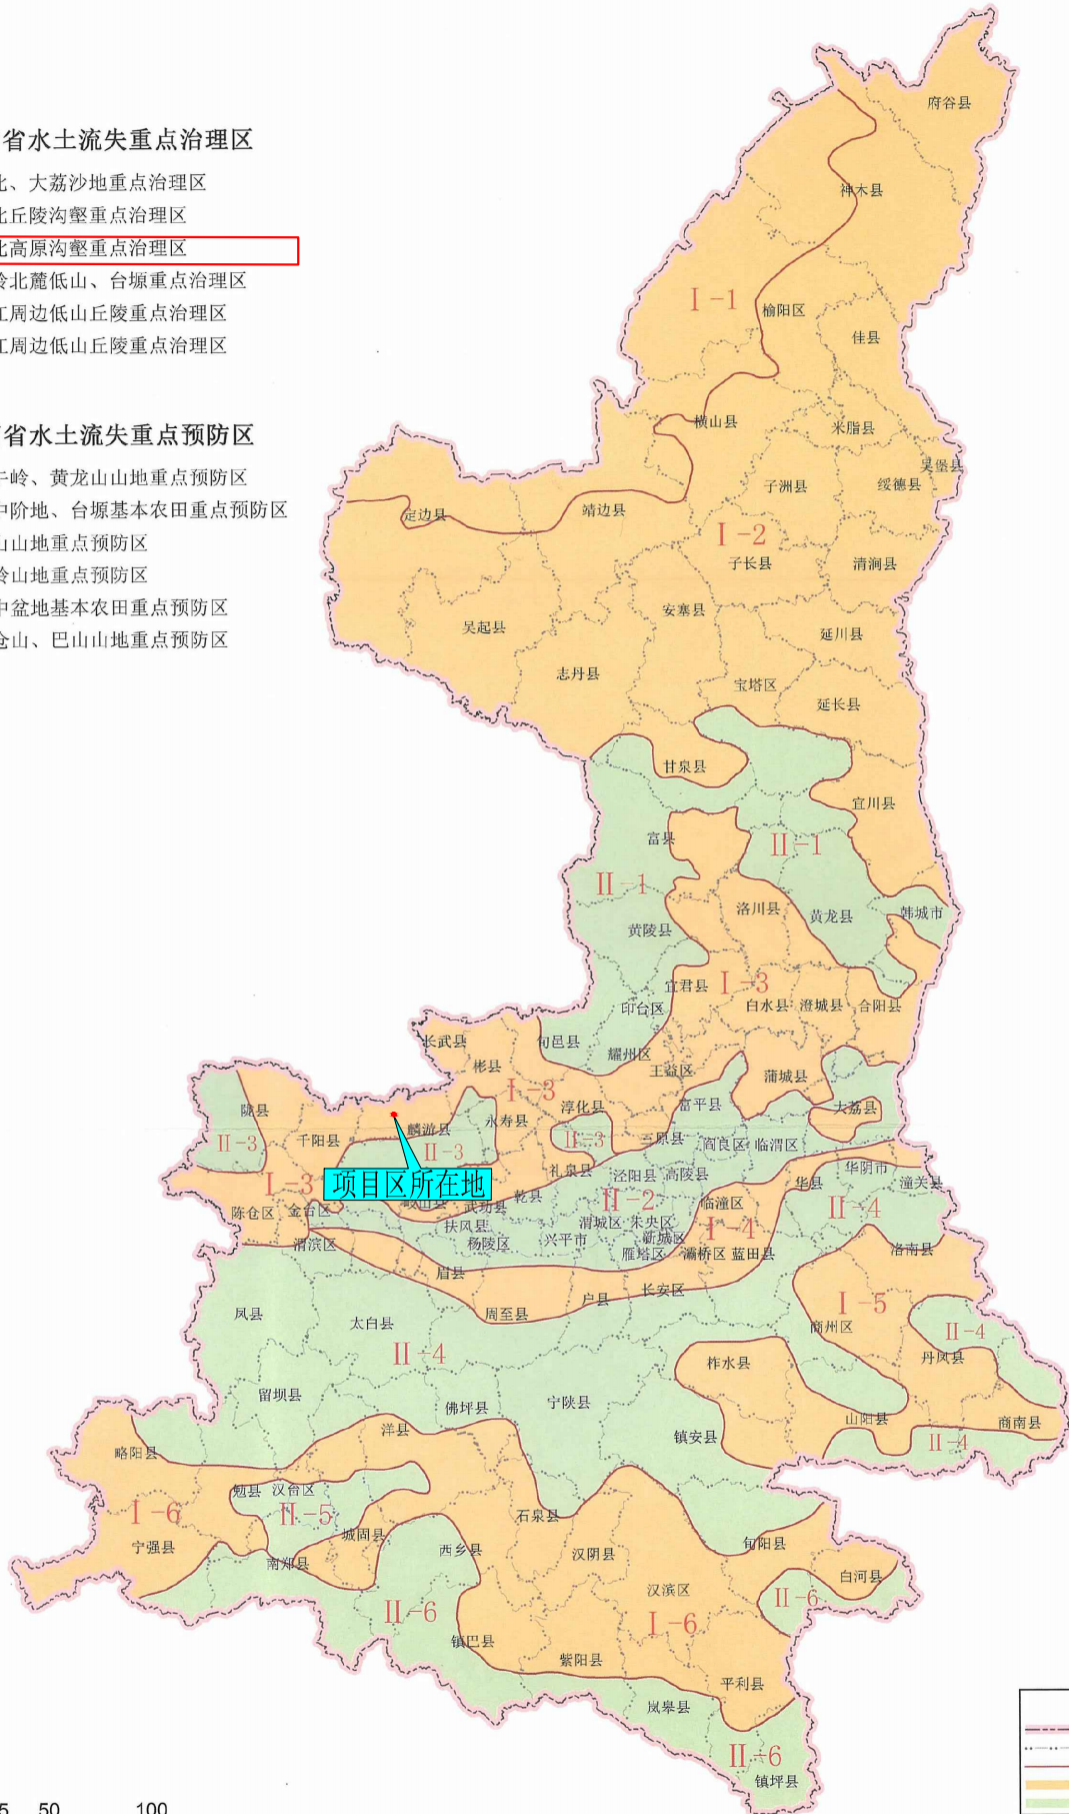 省水土流失重点治理区
北、大荔沙地重点治理区
北丘陵沟壑重点治理区
北高原沟壑重点治理区
岭北麓低山、台塬重点治理区
江周边低山丘陵重点治理区
江周边低山丘陵重点治理区
省水土流失重点预防区
午岭、黄龙山山地重点预防区
中阶地、台塬基本农田重点预防区
山山地重点预防区
岭山地重点预防区
中盆地基本农田重点预防区
仓山、巴山山地重点预防区
府谷县
神木县
Ⅰ-1
榆阳区
佳县
横山县
米脂县
吴堡县
子洲县
绥德县
定边县
靖边县
Ⅰ-2
子长县
清涧县
安塞县
吴起县
延川县
志丹县
宝塔区
延长县
甘泉县
宜川县
富县
Ⅱ-1
Ⅱ-1
洛川县
黄龙县
韩城市
黄陵县
宜君县
Ⅰ-3
印台区
白水县
澄城县
合阳县
长武县
旬邑县
耀州区
彬县
王益区
蒲城县
Ⅰ-3
淳化县
富平县
大荔县
陇县
千阳县
麟游县
永寿县
Ⅱ-3
Ⅱ-3
Ⅱ-3
三原县
阎良区
临渭区
礼泉县
泾阳县
高陵县
华阴市
潼关县
Ⅰ-3
项目区所在地
岐山县
武功县
乾县
Ⅱ-2
临潼区
华县
Ⅱ-4
陈仓区
金台区
扶风县
渭城区
未央区
Ⅰ-4
渭滨区
杨陵区
兴平市
新城区
雁塔区
灞桥区
蓝田县
洛南县
眉县
户县
长安区
周至县
凤县
太白县
Ⅱ-4
商州区
Ⅰ-5
Ⅱ-4
丹凤县
柞水县
留坝县
佛坪县
宁陕县
镇安县
山阳县
商南县
Ⅱ-4
洋县
略阳县
勉县
汉台区
Ⅰ-6
Ⅱ-5
宁强县
城固县
南郑县
石泉县
西乡县
汉阴县
旬阳县
汉滨区
白河县
Ⅱ-6
Ⅱ-6
Ⅰ-6
镇巴县
紫阳县
平利县
岚皋县
Ⅱ-6
镇坪县
5
50
100